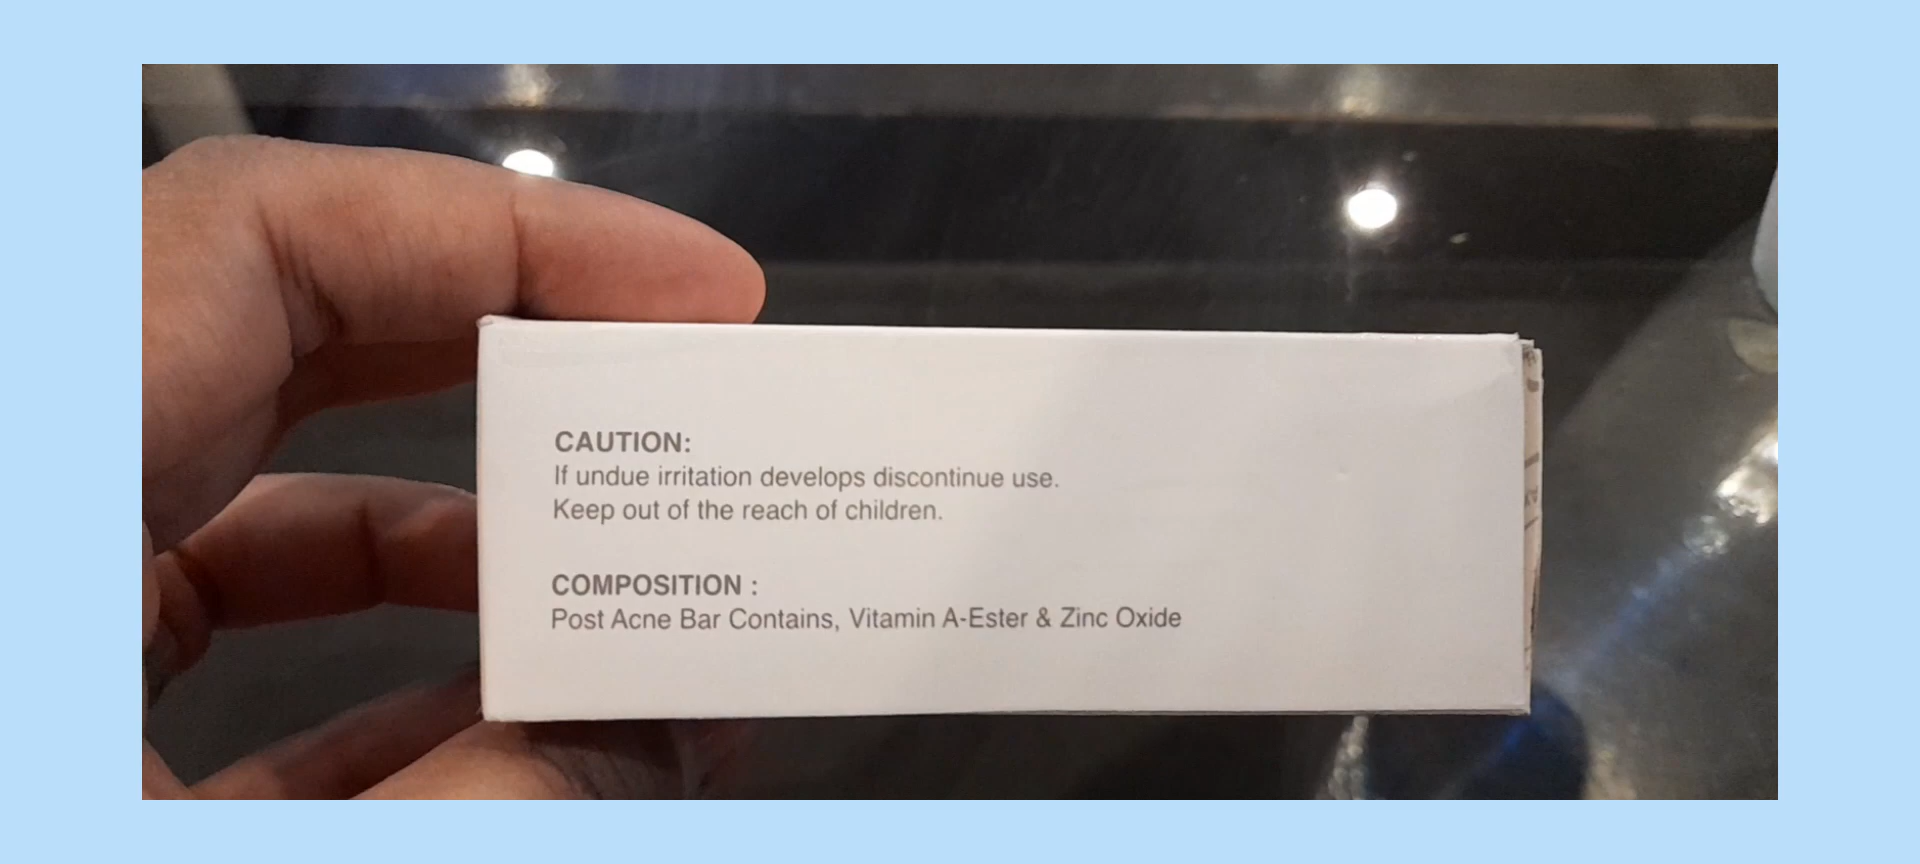 CAUTION:
If undue irritation develops discontinue use.
Keep out of the reach of children.
COMPOSITION :
Post Acne Bar Contains, Vitamin A-Ester & Zinc Oxide